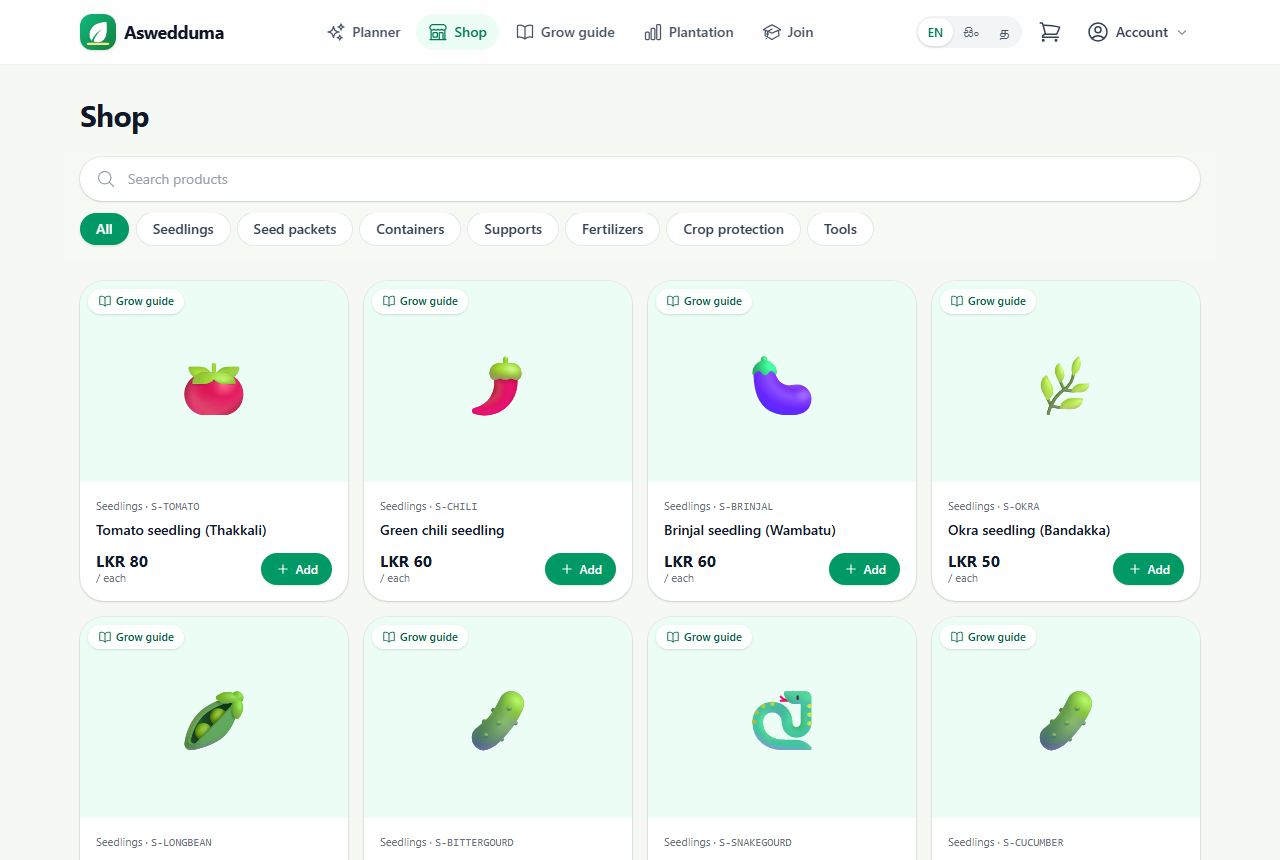 Aswedduma
Planner
Shop
Grow guide
Plantation
Join
EN
සිං
த
Account
Shop
Search products
All
Seedlings
Seed packets
Containers
Supports
Fertilizers
Crop protection
Tools
Grow guide
Grow guide
Grow guide
Grow guide
Seedlings · S-TOMATO
Tomato seedling (Thakkali)
LKR 80
/ each
Add
Seedlings · S-CHILI
Green chili seedling
LKR 60
/ each
Add
Seedlings · S-BRINJAL
Brinjal seedling (Wambatu)
LKR 60
/ each
Add
Seedlings · S-OKRA
Okra seedling (Bandakka)
LKR 50
/ each
Add
Grow guide
Grow guide
Grow guide
Grow guide
Seedlings · S-LONGBEAN
Seedlings · S-BITTERGOURD
Seedlings · S-SNAKEGOURD
Seedlings · S-CUCUMBER